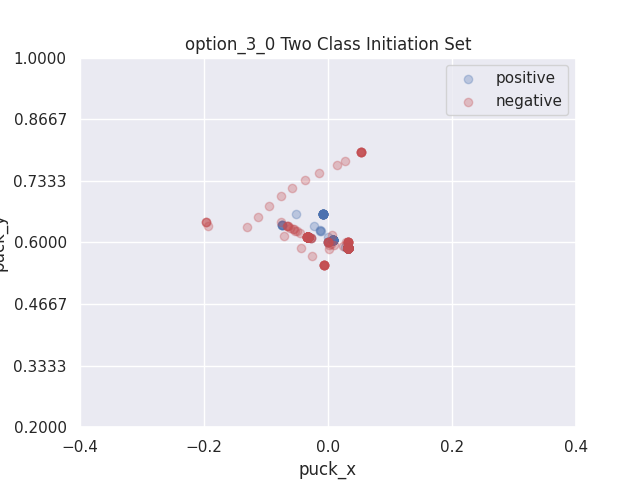 option_3_0 Two Class Initiation Set
1.0000
0.8667
0.7333
0.6000
0.4667
0.3333
0.2000
puck_y
positive
negative
−0.4
−0.2
0.0
0.2
0.4
puck_x